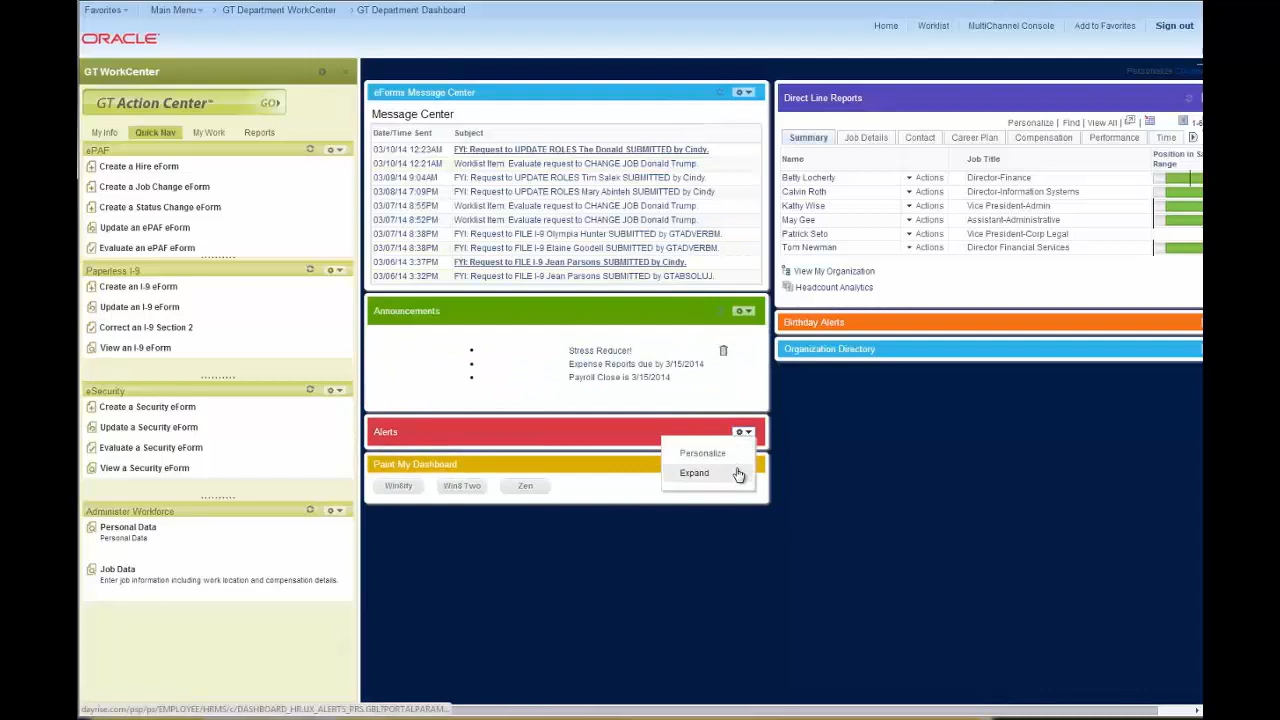 Favorites Main Menu > GT Department WorkCenter > GT Department Dashboard
Home Worklist MultiChannel Console Add to Favorites Sign out
ORACLE
GT WorkCenter
GT Action Center™ GO
My Info Quick Nav My Work Reports
ePAF
Create a Hire eForm
Create a Job Change eForm
Create a Status Change eForm
Update an ePAF eForm
Evaluate an ePAF eForm
Paperless I-9
Create an I-9 eForm
Update an I-9 eForm
Correct an I-9 Section 2
View an I-9 eForm
eSecurity
Create a Security eForm
Update a Security eForm
Evaluate a Security eForm
View a Security eForm
Administer Workforce
Personal Data
Personal Data
Job Data
Enter job information including work location and compensation details.
eForms Message Center
Message Center
Date/Time Sent Subject
03/10/14 12:23AM FYI: Request to UPDATE ROLES The Donald SUBMITTED by Cindy.
03/10/14 12:21AM Worklist Item: Evaluate request to CHANGE JOB Donald Trump.
03/09/14 9:04AM FYI: Request to UPDATE ROLES Tim Salek SUBMITTED by Cindy.
03/08/14 7:09PM FYI: Request to UPDATE ROLES Mary Abinteh SUBMITTED by Cindy.
03/07/14 8:55PM Worklist Item: Evaluate request to CHANGE JOB Donald Trump.
03/07/14 8:52PM Worklist Item: Evaluate request to CHANGE JOB Donald Trump.
03/07/14 8:38PM FYI: Request to FILE I-9 Olympia Hunter SUBMITTED by GTADVERBM.
03/07/14 8:38PM FYI: Request to FILE I-9 Elaine Goodell SUBMITTED by GTADVERBM.
03/06/14 3:37PM FYI: Request to FILE I-9 Jean Parsons SUBMITTED by Cindy.
03/06/14 3:32PM FYI: Request to FILE I-9 Jean Parsons SUBMITTED by GTABSOLUJ.
Announcements
• Stress Reducer!
• Expense Reports due by 3/15/2014
• Payroll Close is 3/15/2014
Alerts
Personalize
Expand
Paint My Dashboard
Win8ify Win8 Two Zen
Personalize
Direct Line Reports
Personalize | Find | View All |
Summary Job Details Contact Career Plan Compensation Performance Time
Name Job Title Position in
Range
Betty Locherty Actions Director-Finance
Calvin Roth Actions Director-Information Systems
Kathy Wise Actions Vice President-Admin
May Gee Actions Assistant-Administrative
Patrick Seto Actions Vice President-Corp Legal
Tom Newman Actions Director Financial Services
View My Organization
Headcount Analytics
Birthday Alerts
Organization Directory
dayrise.com/psp/ps/EMPLOYEE/HRMS/c/DASHBOARD_HR.UX_ALERTS_PRS.GBL?PORTALPARAM...